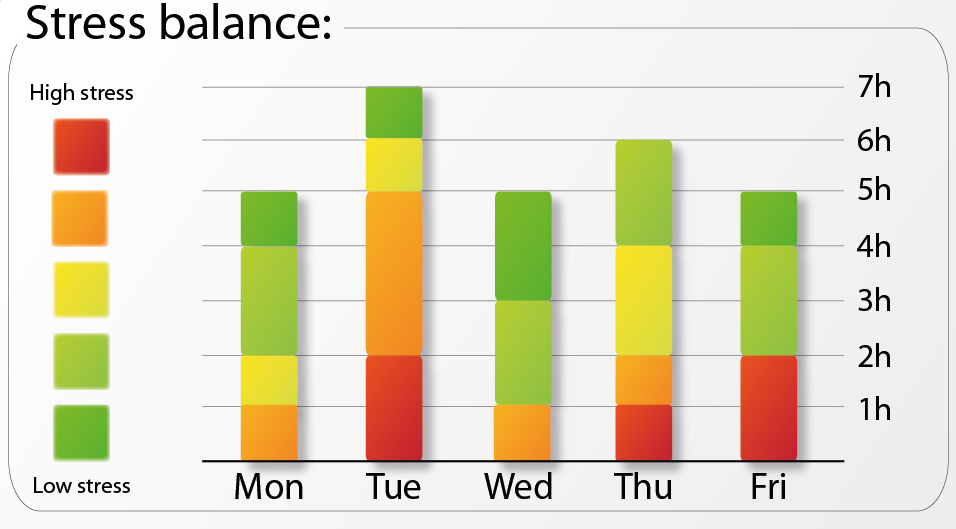 Stress balance:
High stress
7h
6h
5h
4h
3h
2h
1h
Low stress
Mon Tue Wed Thu Fri